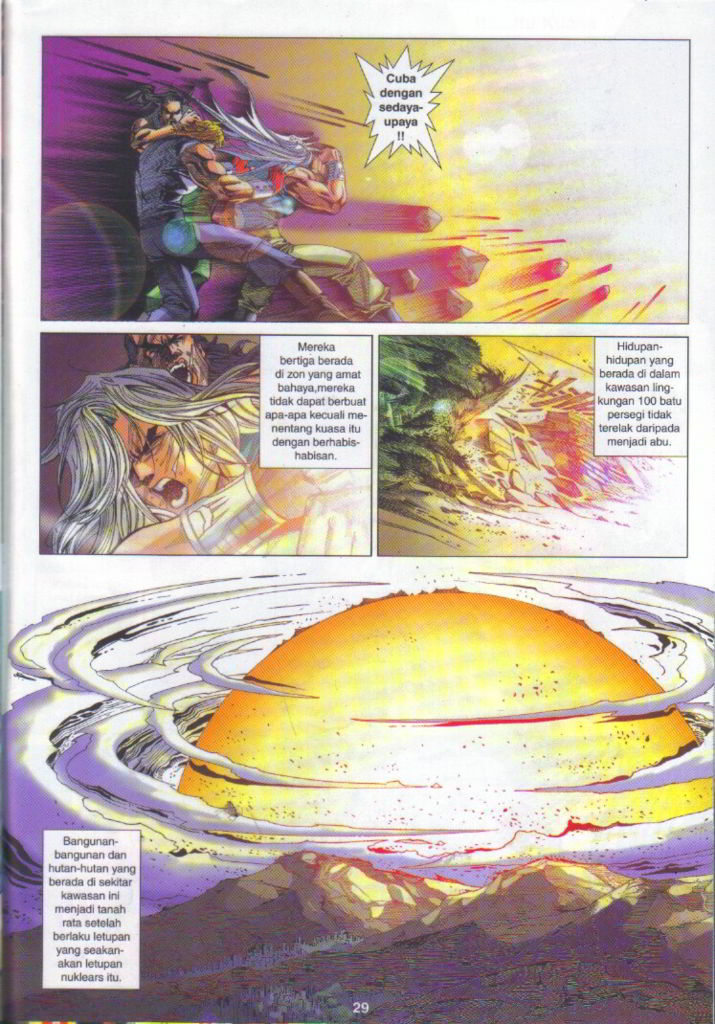 Cuba
dengan
sedaya-
upaya
!!
Mereka
bertiga berada
di zon yang amat
bahaya,mereka
tidak dapat berbuat
apa-apa kecuali me-
nentang kuasa itu
dengan berhabis-
habisan.
Hidupan-
hidupan yang
berada di dalam
kawasan ling-
kungan 100 batu
persegi tidak
terelak daripada
menjadi abu.
Bangunan-
bangunan dan
hutan-hutan yang
berada di sekitar
kawasan ini
menjadi tanah
rata setelah
berlaku letupan
yang seakan-
akan letupan
nuklears itu.
29